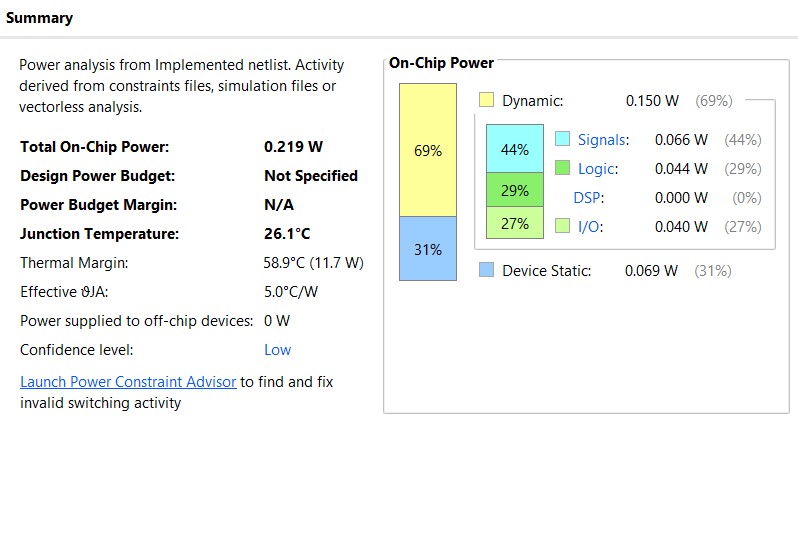 Summary
Power analysis from Implemented netlist. Activity
derived from constraints files, simulation files or
vectorless analysis.
Total On-Chip Power: 0.219 W
Design Power Budget: Not Specified
Power Budget Margin: N/A
Junction Temperature: 26.1°C
Thermal Margin: 58.9°C (11.7 W)
Effective ϑJA: 5.0°C/W
Power supplied to off-chip devices: 0 W
Confidence level: Low
Launch Power Constraint Advisor to find and fix
invalid switching activity
On-Chip Power
69%
31%
Dynamic: 0.150 W (69%)
44%
29%
27%
Signals: 0.066 W (44%)
Logic: 0.044 W (29%)
DSP: 0.000 W (0%)
I/O: 0.040 W (27%)
Device Static: 0.069 W (31%)